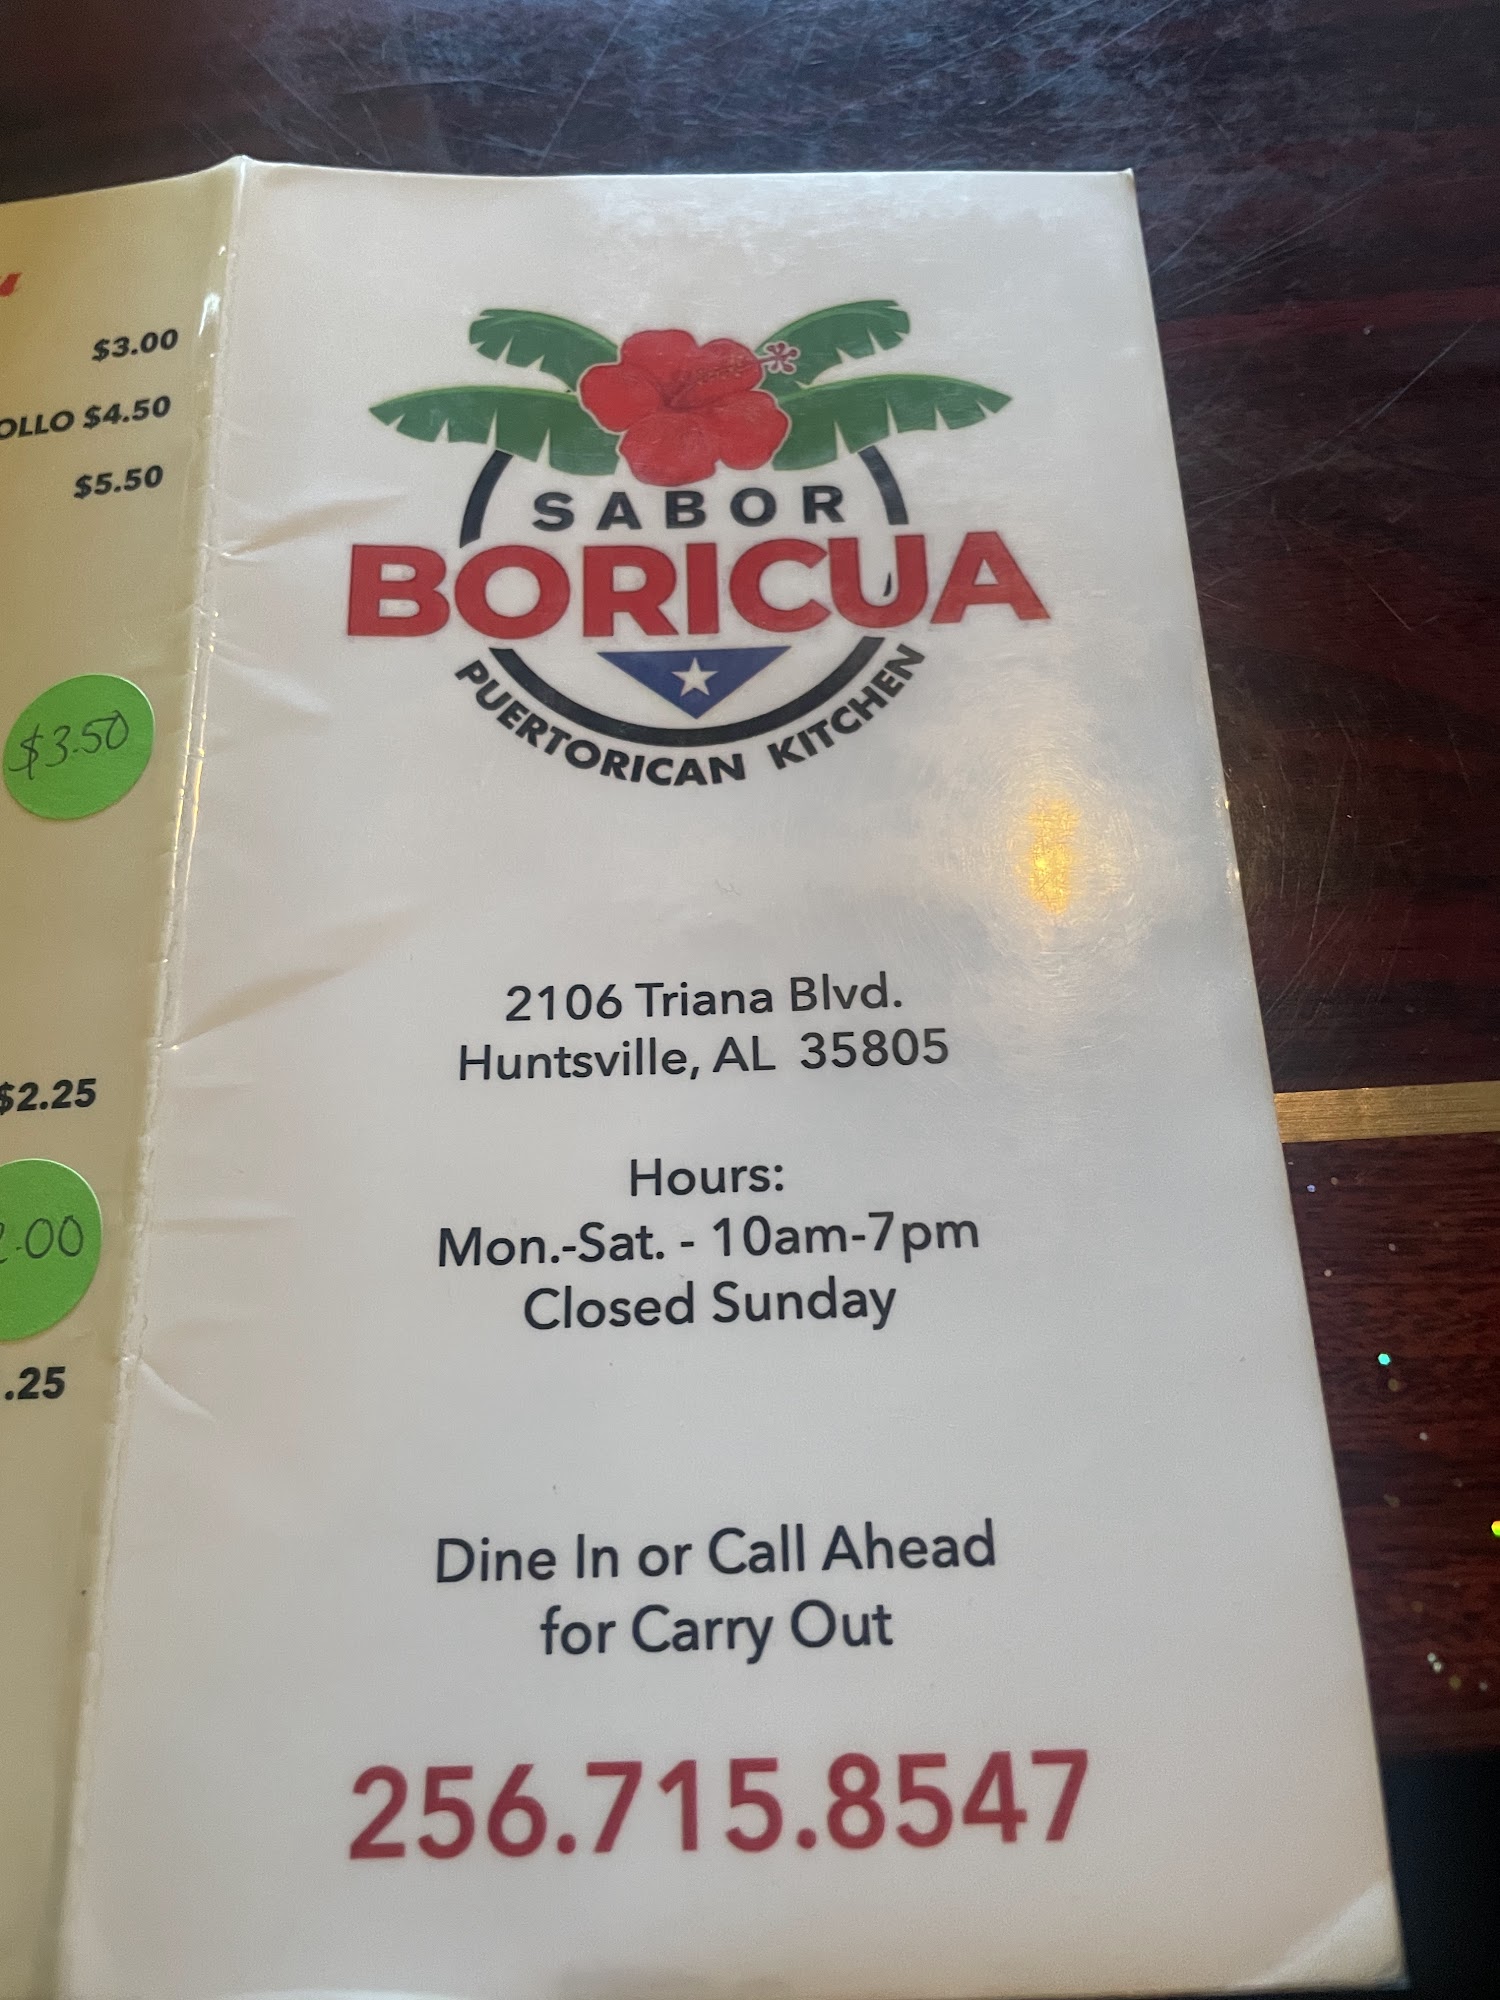 $3.00
OLLO $4.50
$5.50
$3.50
$2.25
.00
.25
SABOR
BORICUA
PUERTORICAN KITCHEN
2106 Triana Blvd.
Huntsville, AL 35805
Hours:
Mon.-Sat. - 10am-7pm
Closed Sunday
Dine In or Call Ahead
for Carry Out
256.715.8547